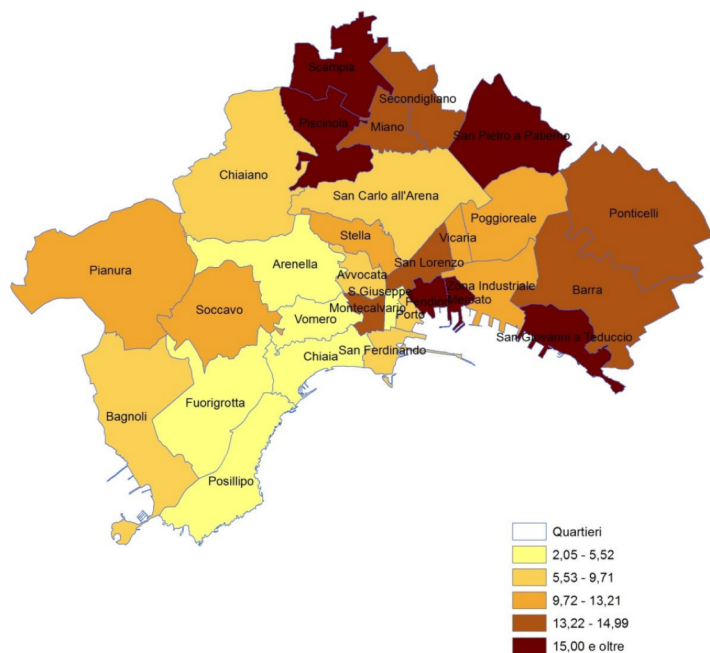 Scampia
Secondigliano
Piscinola
Miano
San Pietro a Patierno
Chiaiano
San Carlo all'Arena
Ponticelli
Poggioreale
Stella
Vicaria
Pianura
Arenella
San Lorenzo
Avvocata
Zona Industriale
Barra
Soccavo
S.Giuseppe
Pendino
Mercato
Montecalvario
Porto
Vomero
San Giovanni a Teduccio
Chiaia
San Ferdinando
Fuorigrotta
Bagnoli
Posillipo
Quartieri
2,05 - 5,52
5,53 - 9,71
9,72 - 13,21
13,22 - 14,99
15,00 e oltre